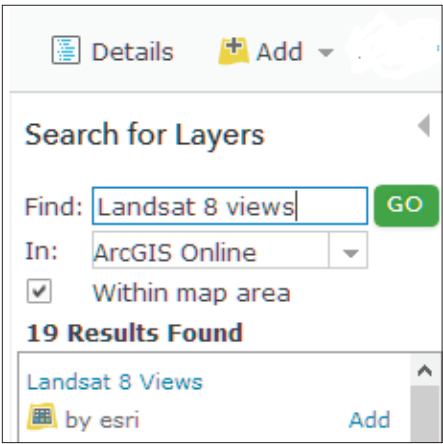 Details Add
Search for Layers
Find: Landsat 8 views GO
In: ArcGIS Online
Within map area
19 Results Found
Landsat 8 Views
by esri Add